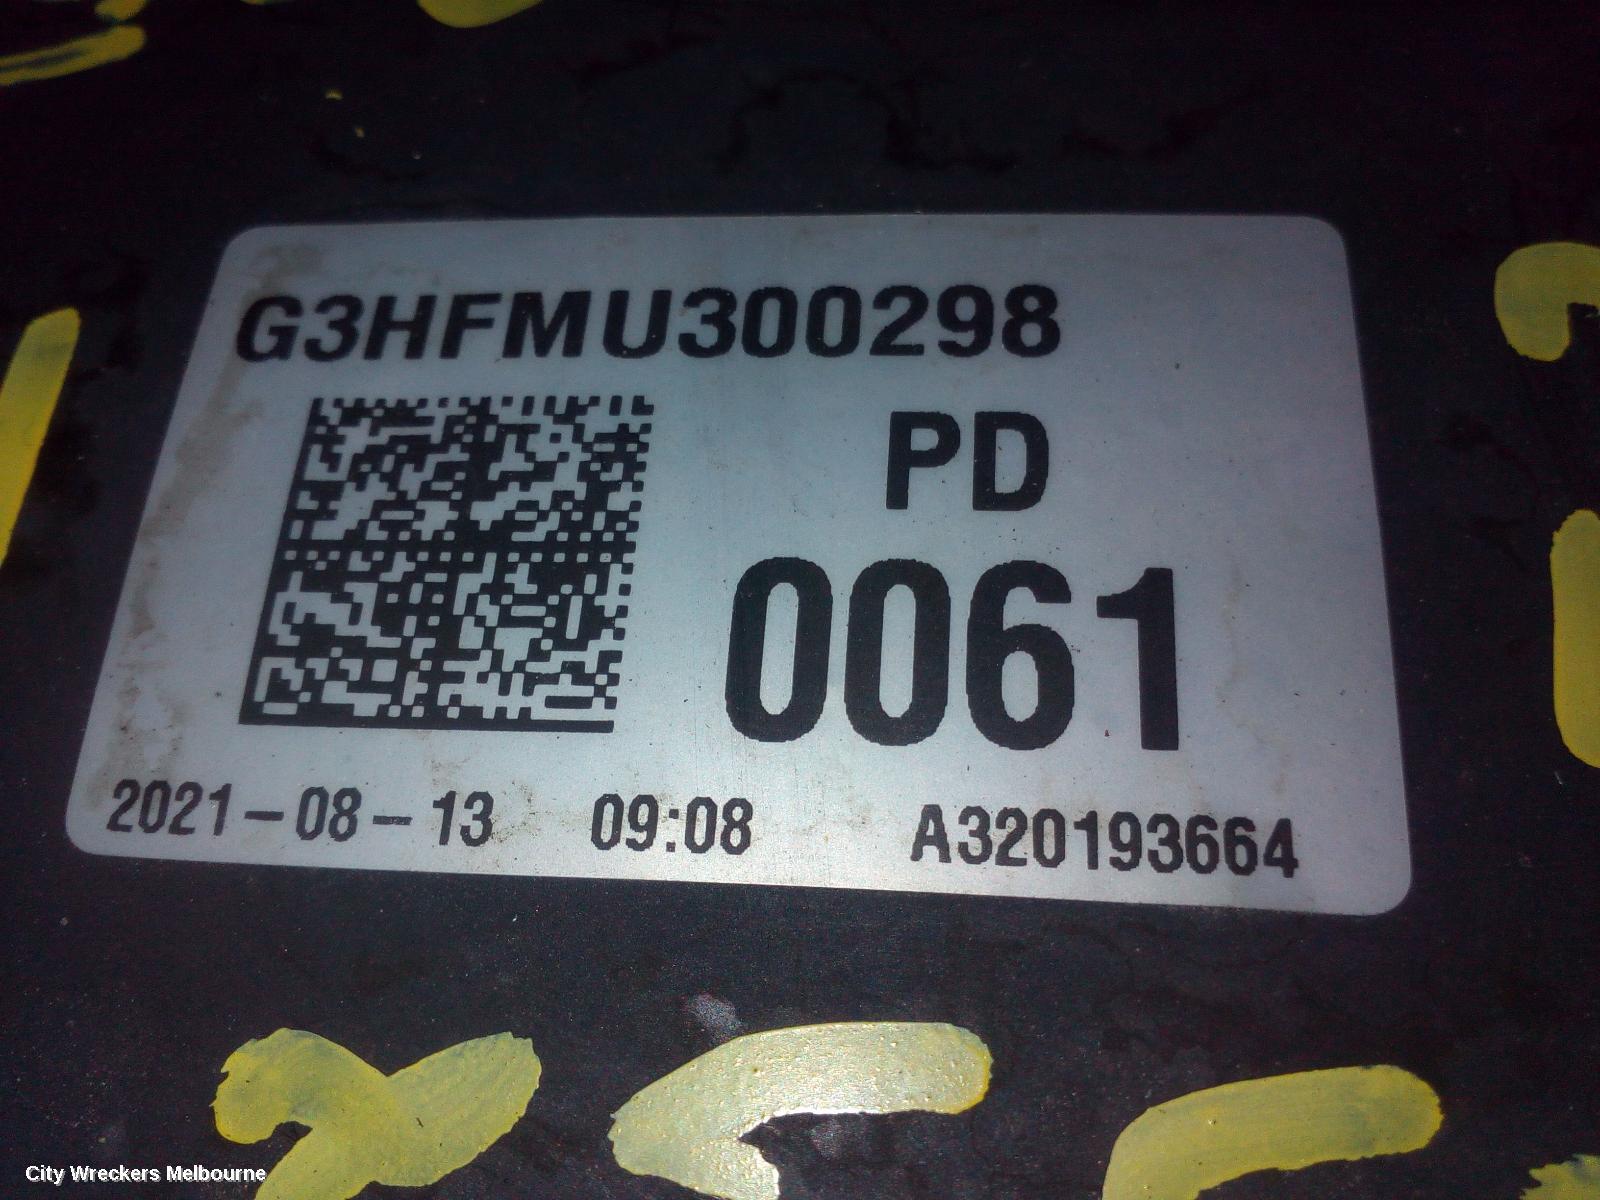 G3HFMU300298
PD
0061
2021-08-13 09:08 A320193664
City Wreckers Melbourne